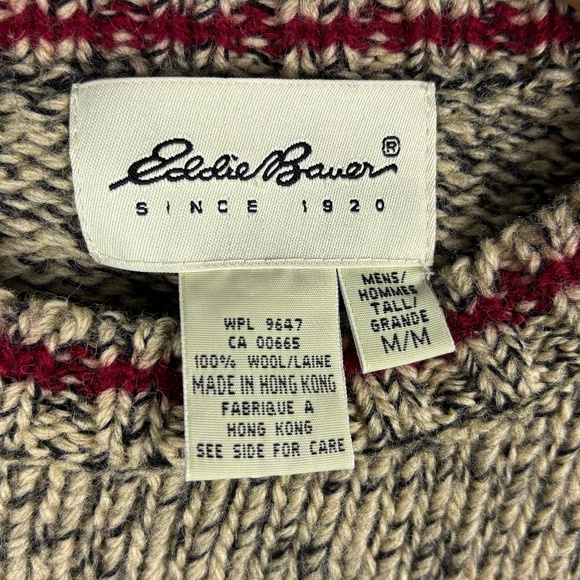 Eddie Bauer®
SINCE 1920
MENS/
HOMMES
TALL/
GRANDE
M/M
WPL 9647
CA 00665
100% WOOL/LAINE
MADE IN HONG KONG
FABRIQUE A
HONG KONG
SEE SIDE FOR CARE